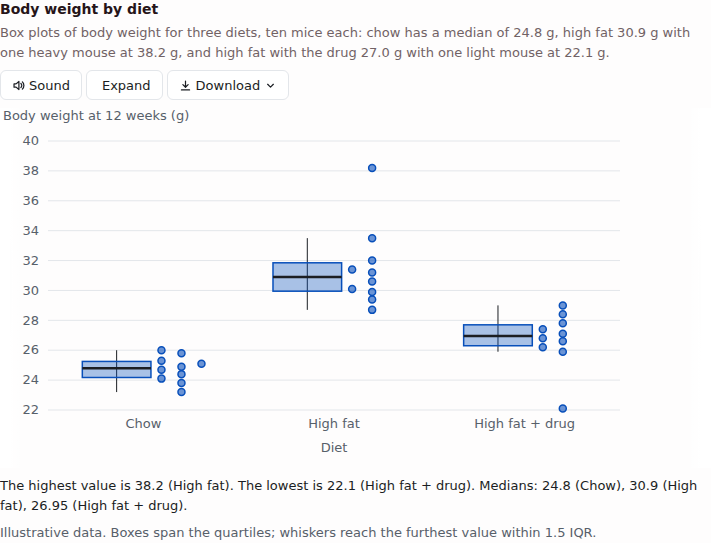 Body weight by diet
Box plots of body weight for three diets, ten mice each: chow has a median of 24.8 g, high fat 30.9 g with
one heavy mouse at 38.2 g, and high fat with the drug 27.0 g with one light mouse at 22.1 g.
Sound Expand Download
Body weight at 12 weeks (g)
40
38
36
34
32
30
28
26
24
22
Chow High fat High fat + drug
Diet
The highest value is 38.2 (High fat). The lowest is 22.1 (High fat + drug). Medians: 24.8 (Chow), 30.9 (High
fat), 26.95 (High fat + drug).
Illustrative data. Boxes span the quartiles; whiskers reach the furthest value within 1.5 IQR.